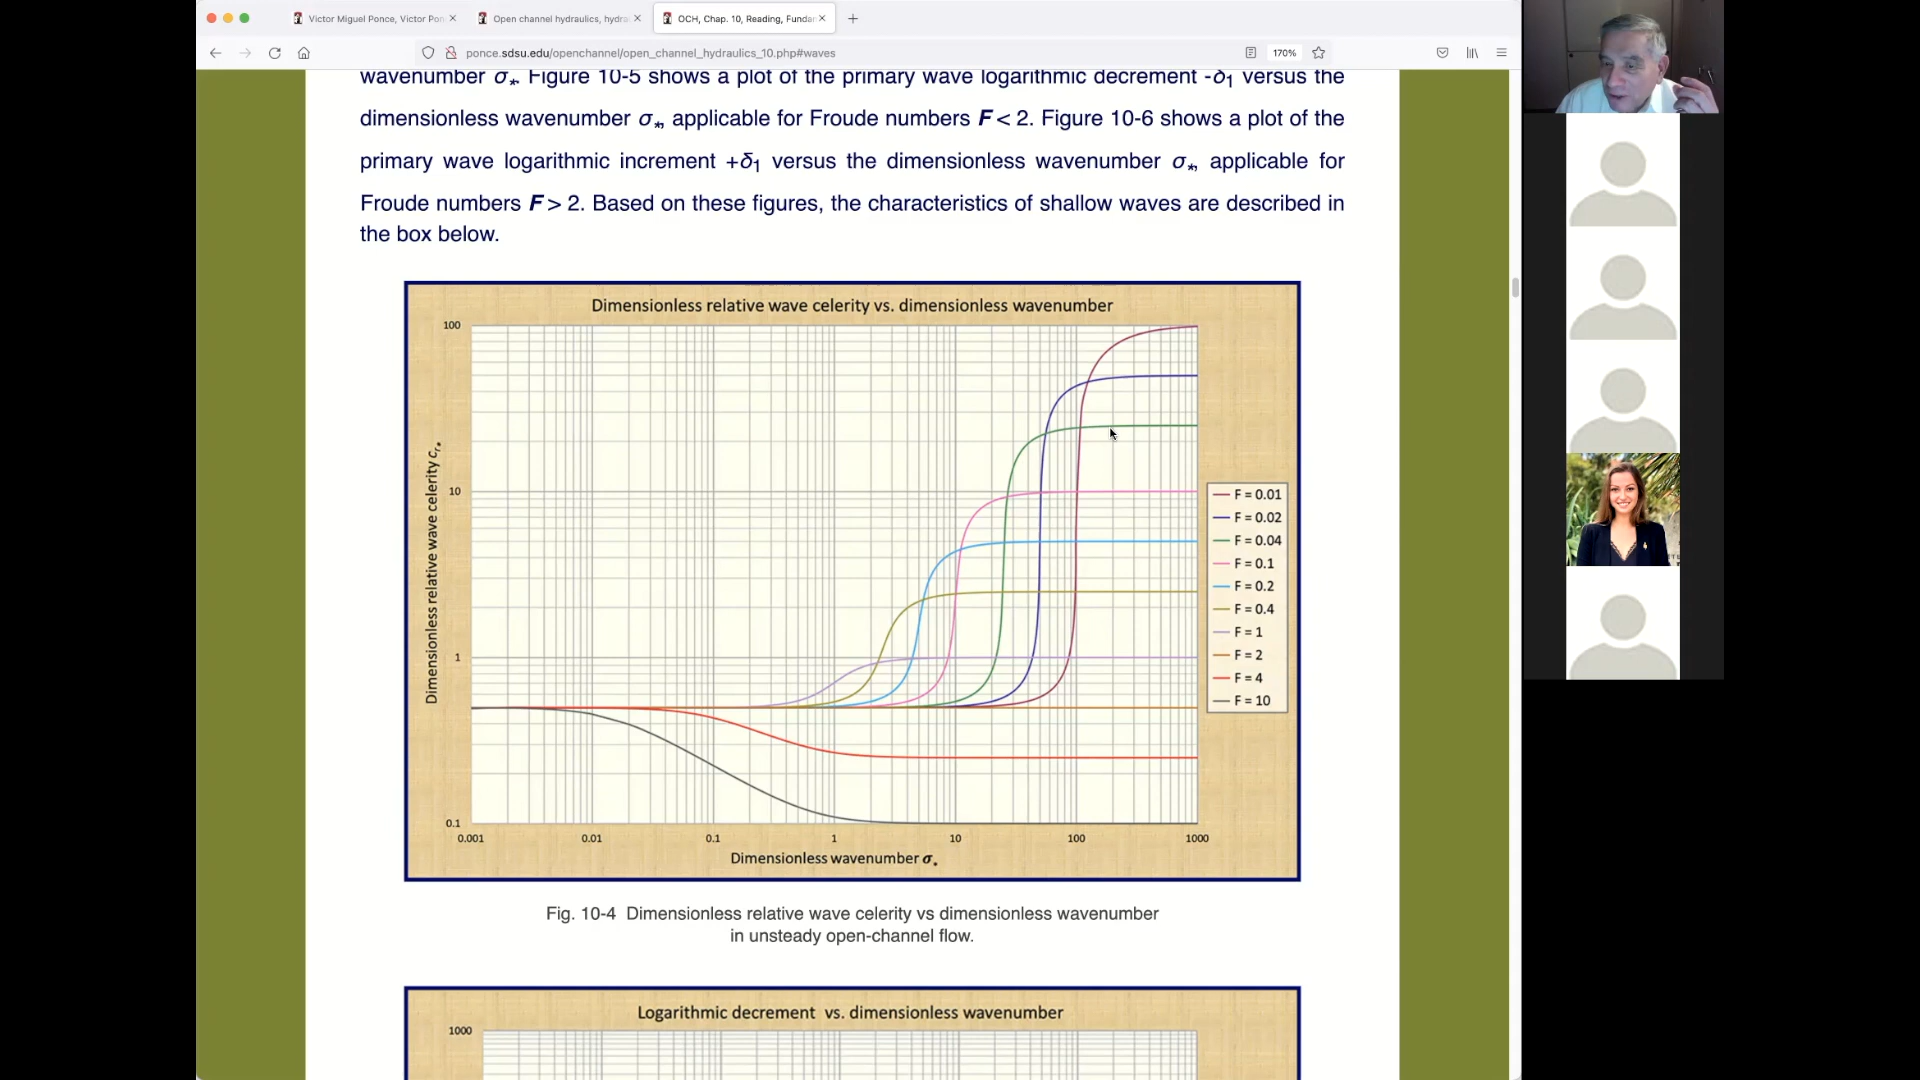 Victor Miguel Ponce, Victor Pon
Open channel hydraulics, hydra
OCH, Chap. 10, Reading, Fundar
ponce.sdsu.edu/openchannel/open_channel_hydraulics_10.php#waves
170%
wavenumber σ*. Figure 10-5 shows a plot of the primary wave logarithmic decrement -δ1 versus the
dimensionless wavenumber σ*, applicable for Froude numbers F < 2. Figure 10-6 shows a plot of the
primary wave logarithmic increment +δ1 versus the dimensionless wavenumber σ*, applicable for
Froude numbers F > 2. Based on these figures, the characteristics of shallow waves are described in
the box below.
Dimensionless relative wave celerity vs. dimensionless wavenumber
100
10
1
0.1
Dimensionless relative wave celerity cr*
0.001 0.01 0.1 1 10 100 1000
Dimensionless wavenumber σ*
F = 0.01
F = 0.02
F = 0.04
F = 0.1
F = 0.2
F = 0.4
F = 1
F = 2
F = 4
F = 10
Fig. 10-4 Dimensionless relative wave celerity vs dimensionless wavenumber
in unsteady open-channel flow.
Logarithmic decrement vs. dimensionless wavenumber
1000